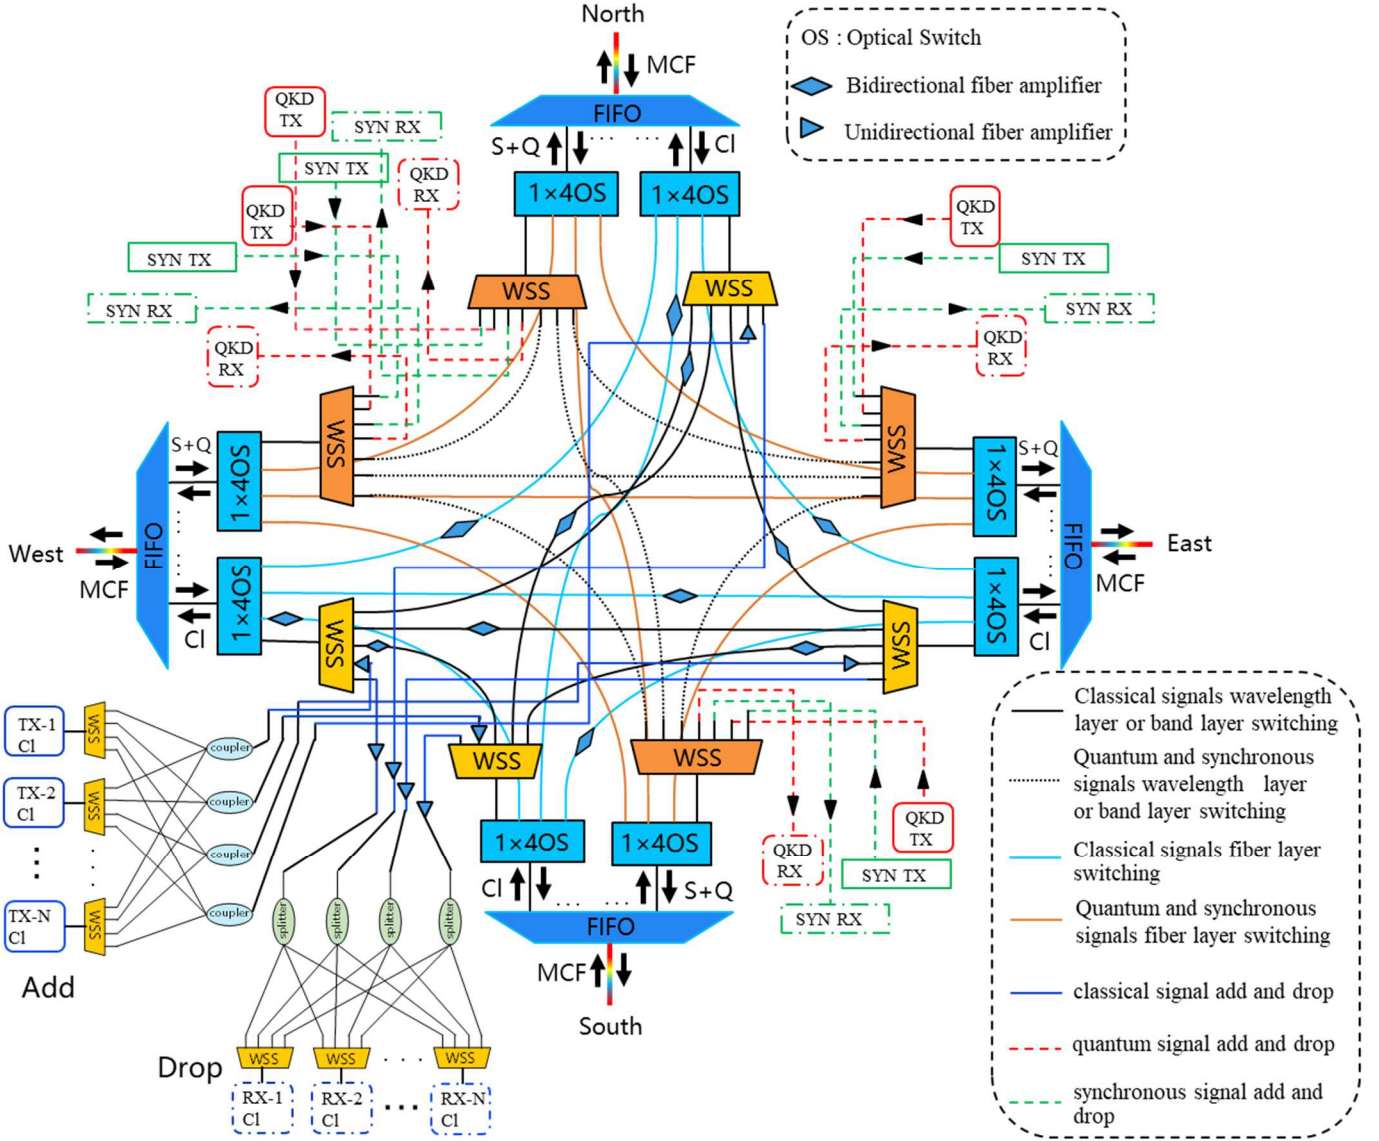 North
MCF
FIFO
S+Q
Cl
1×4OS
1×4OS
WSS
WSS
OS : Optical Switch
Bidirectional fiber amplifier
Unidirectional fiber amplifier
QKD
TX
SYN RX
SYN TX
QKD
RX
QKD
TX
SYN TX
SYN RX
QKD
RX
QKD
TX
SYN TX
SYN RX
QKD
RX
West
MCF
FIFO
S+Q
Cl
1×4OS
1×4OS
WSS
WSS
WSS
WSS
1×4OS
1×4OS
S+Q
Cl
FIFO
East
MCF
TX-1
Cl
WSS
coupler
TX-2
Cl
WSS
coupler
coupler
TX-N
Cl
WSS
coupler
Add
WSS
WSS
1×4OS
1×4OS
Cl
S+Q
FIFO
MCF
South
QKD
RX
QKD
TX
SYN TX
SYN RX
splitter
splitter
splitter
splitter
Drop
WSS
WSS
WSS
RX-1
Cl
RX-2
Cl
RX-N
Cl
Classical signals wavelength
layer or band layer switching
Quantum and synchronous
signals wavelength layer
or band layer switching
Classical signals fiber layer
switching
Quantum and synchronous
signals fiber layer switching
classical signal add and drop
quantum signal add and drop
synchronous signal add and
drop